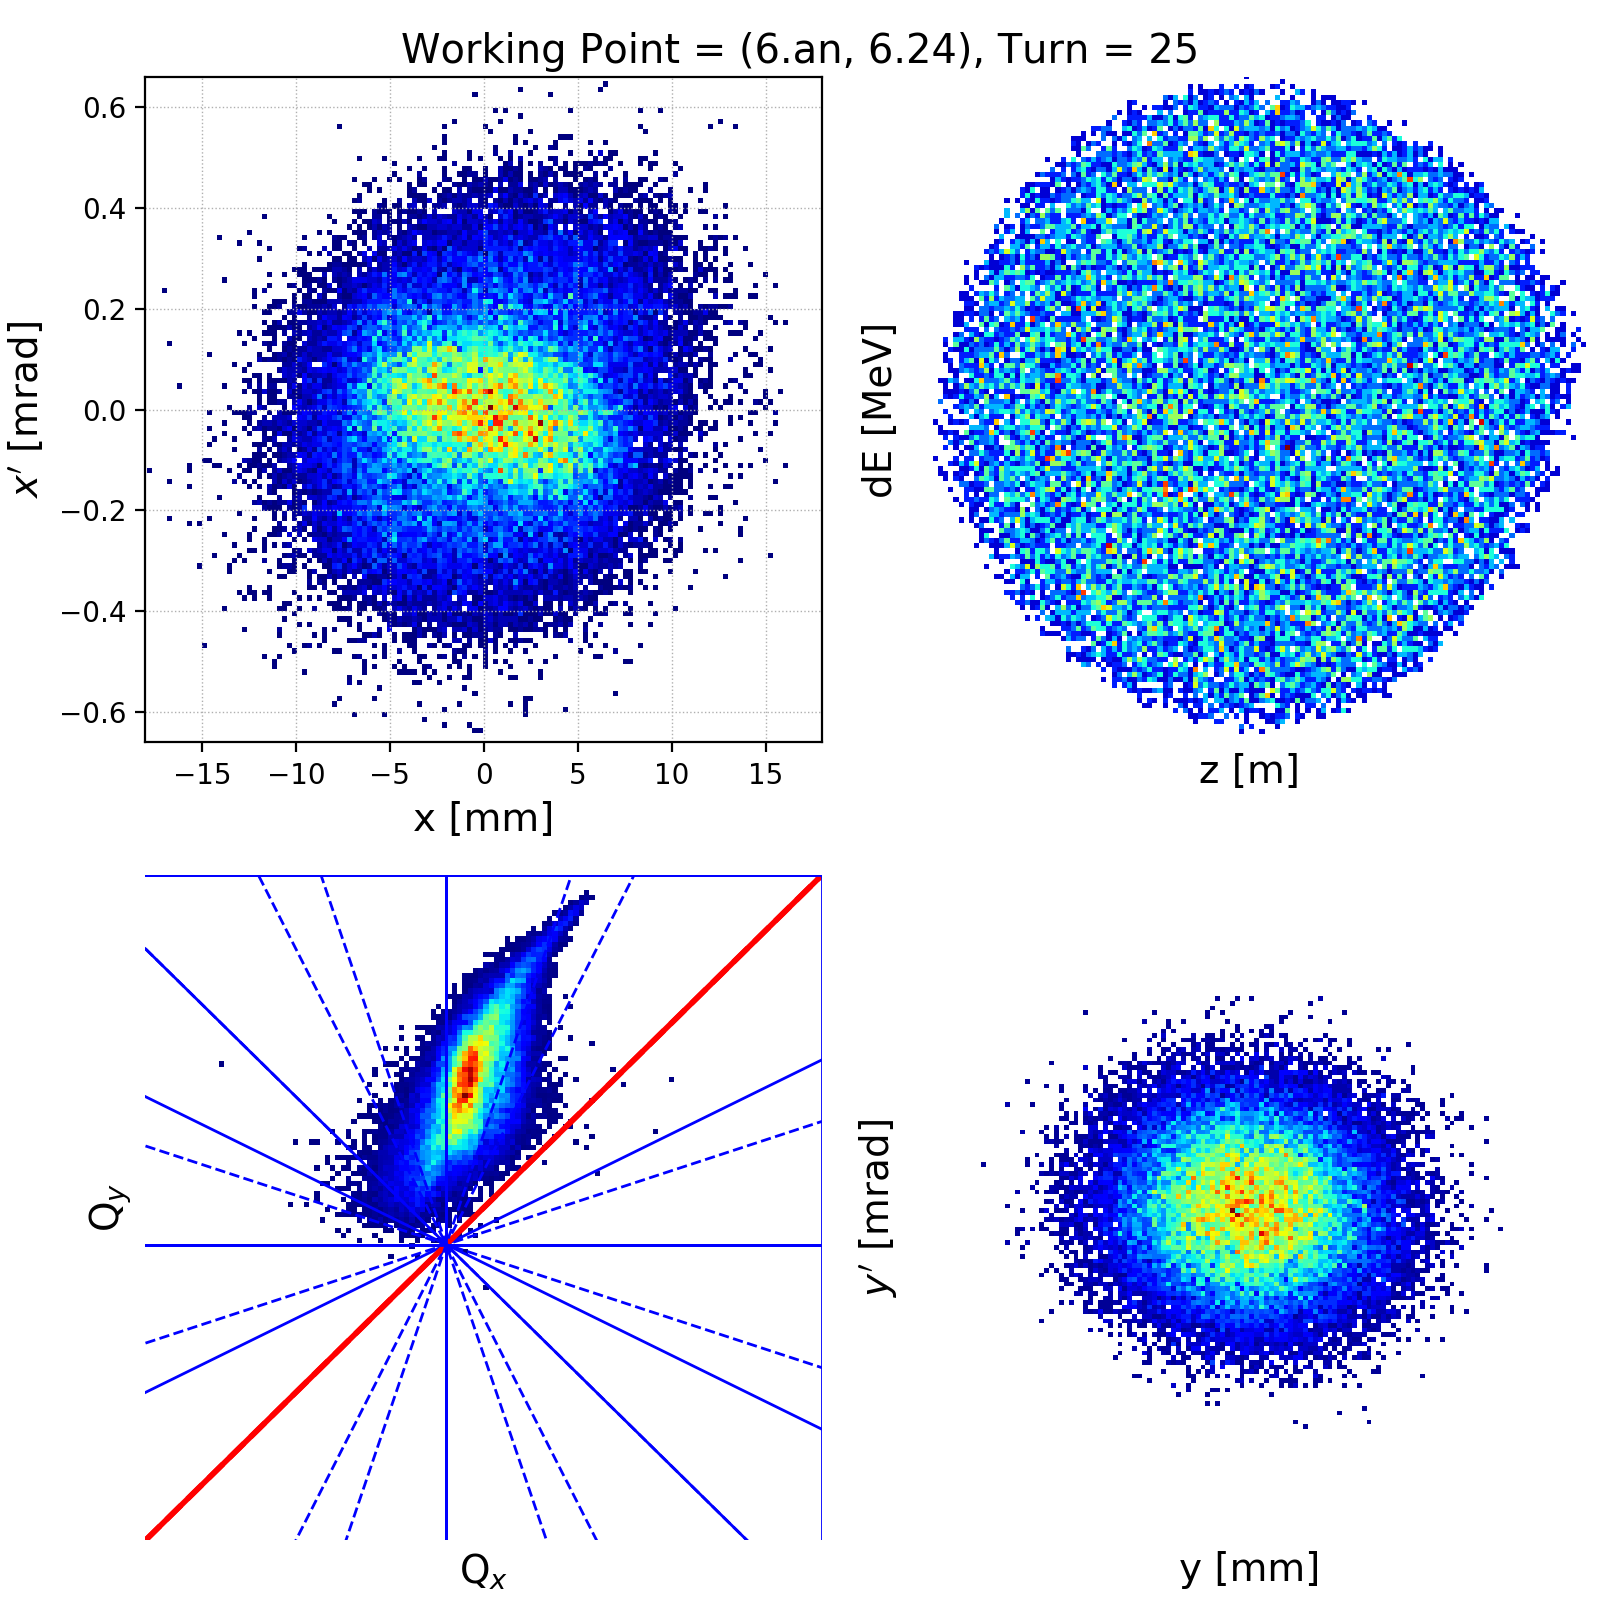 Working Point = (6.an, 6.24), Turn = 25
0.6
0.4
0.2
0.0
−0.2
−0.4
−0.6
x′ [mrad]
−15 −10 −5 0 5 10 15
x [mm]
dE [MeV]
z [m]
Qy
Qx
y′ [mrad]
y [mm]